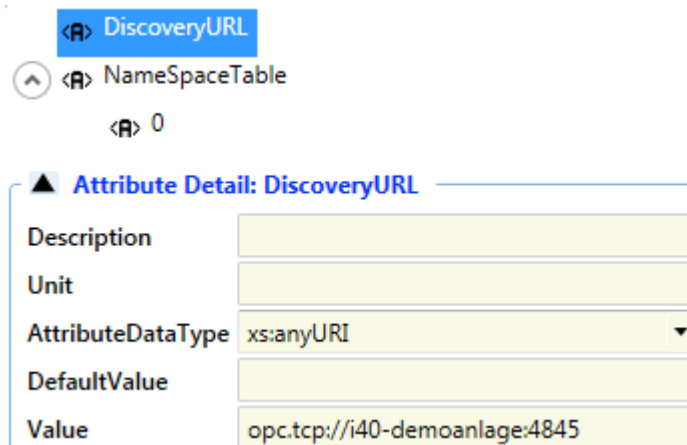 <A> DiscoveryURL
<A> NameSpaceTable
<A> 0
Attribute Detail: DiscoveryURL
Description
Unit
AttributeDataType xs:anyURI
DefaultValue
Value opc.tcp://i40-demoanlage:4845